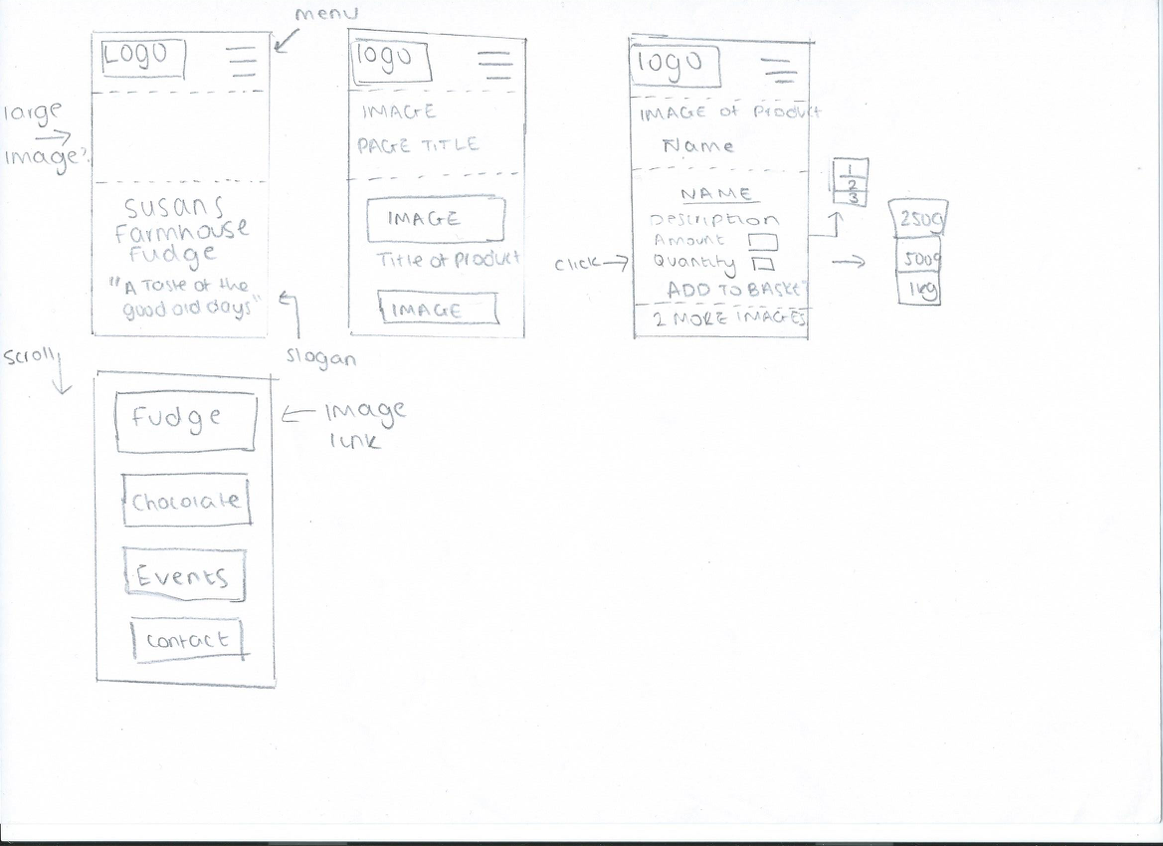 menu
LOGO
large
image?
susans
Farmhouse
Fudge
"A Taste of the
good old days"
slogan
scroll
Fudge
Image
link
Chocolate
Events
contact
logo
IMAGE
PAGE TITLE
IMAGE
Title of Product
IMAGE
logo
IMAGE of Product
Name
NAME
Description
Amount
click
Quantity
ADD TO BASKET
2 MORE IMAGES
1
2
3
250g
500g
1kg